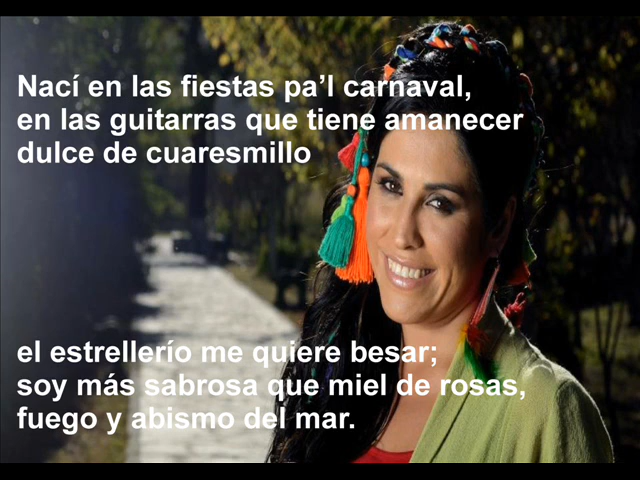 Nací en las fiestas pa’l carnaval,
en las guitarras que tiene amanecer
dulce de cuaresmillo
el estrellerío me quiere besar;
soy más sabrosa que miel de rosas,
fuego y abismo del mar.